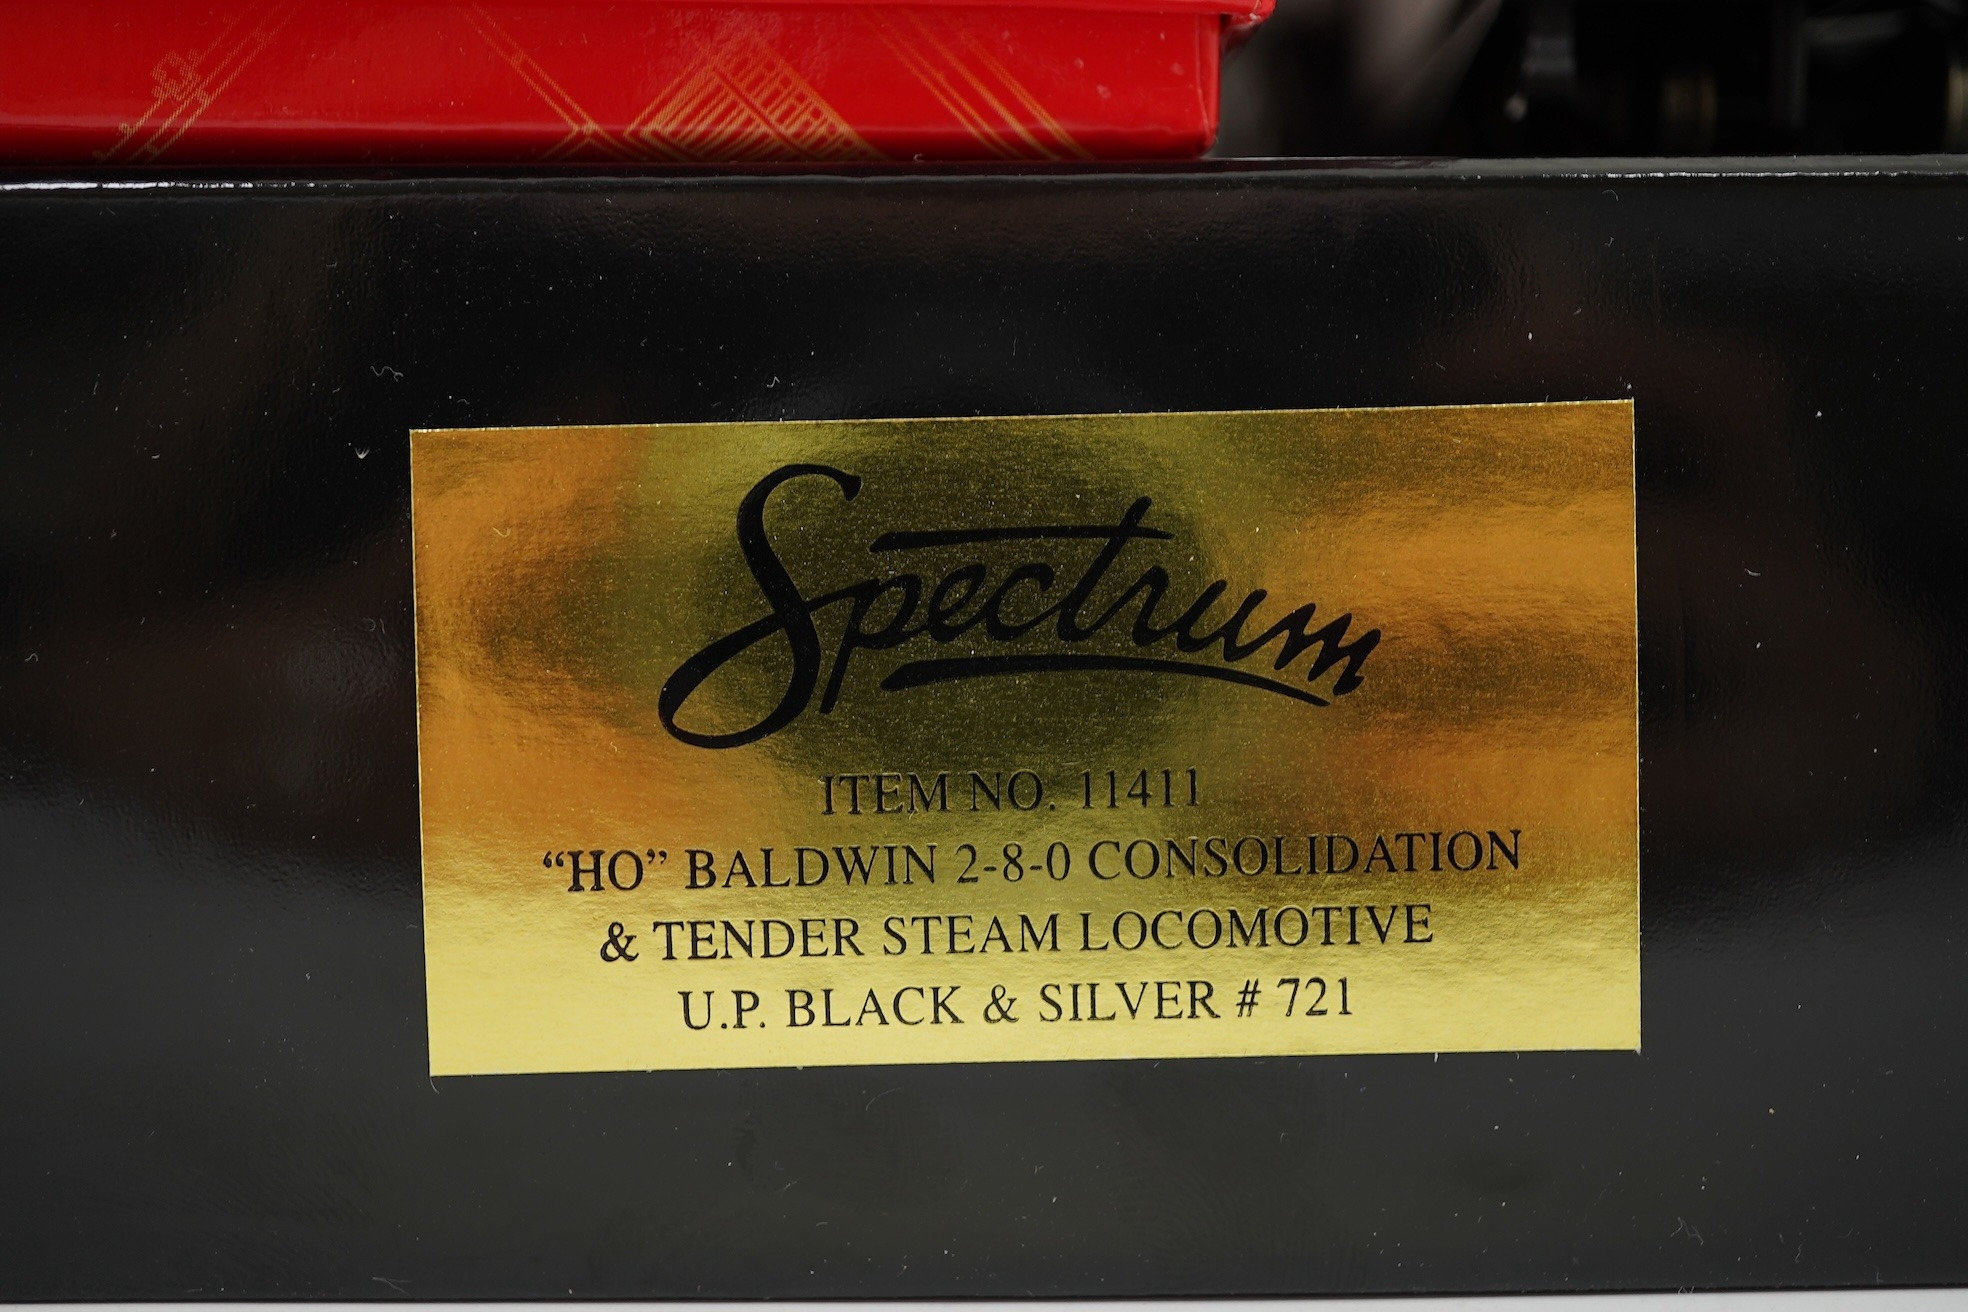 Spectrum
ITEM NO. 11411
“HO” BALDWIN 2-8-0 CONSOLIDATION
& TENDER STEAM LOCOMOTIVE
U.P. BLACK & SILVER # 721